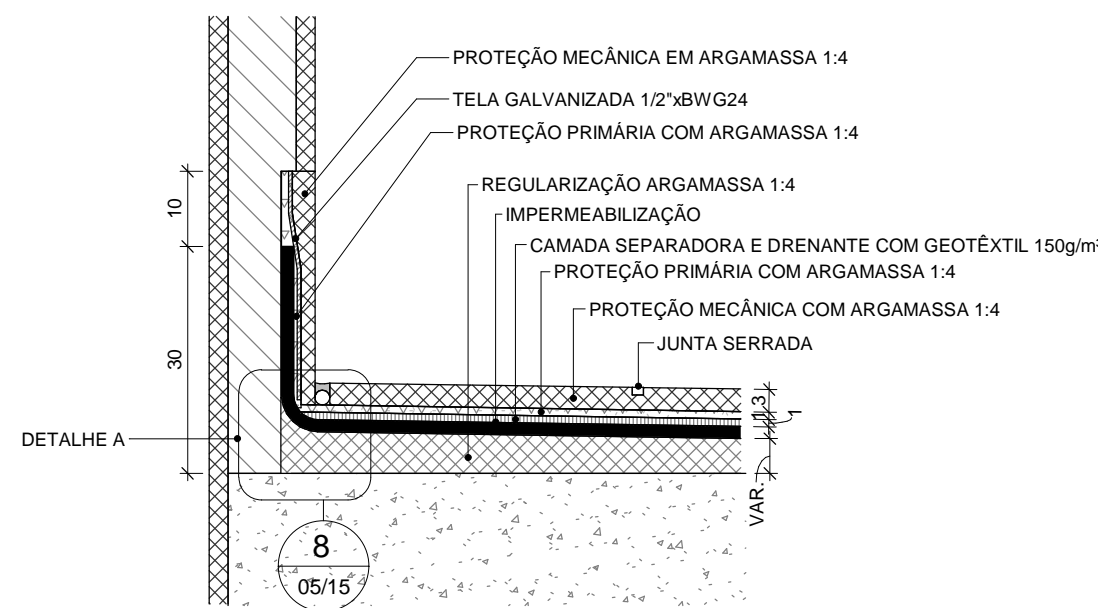 PROTEÇÃO MECÂNICA EM ARGAMASSA 1:4
TELA GALVANIZADA 1/2"xBWG24
PROTEÇÃO PRIMÁRIA COM ARGAMASSA 1:4
REGULARIZAÇÃO ARGAMASSA 1:4
IMPERMEABILIZAÇÃO
CAMADA SEPARADORA E DRENANTE COM GEOTÊXTIL 150g/m²
PROTEÇÃO PRIMÁRIA COM ARGAMASSA 1:4
PROTEÇÃO MECÂNICA COM ARGAMASSA 1:4
JUNTA SERRADA
10
30
3
1
VAR.
DETALHE A
8
05/15